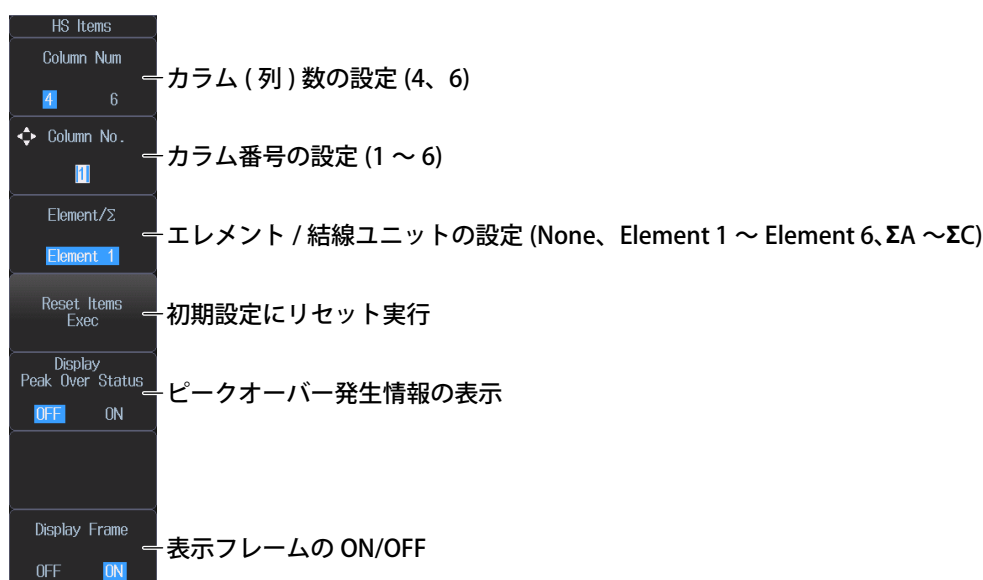 HS Items
Column Num
カラム ( 列 ) 数の設定 (4、6)
4 6
Column No.
カラム番号の設定 (1 ～ 6)
1
Element/Σ
エレメント / 結線ユニットの設定 (None、Element 1 ～ Element 6、ΣA ～ΣC)
Element 1
Reset Items
Exec
初期設定にリセット実行
Display
Peak Over Status
ピークオーバー発生情報の表示
OFF ON
Display Frame
表示フレームの ON/OFF
OFF ON